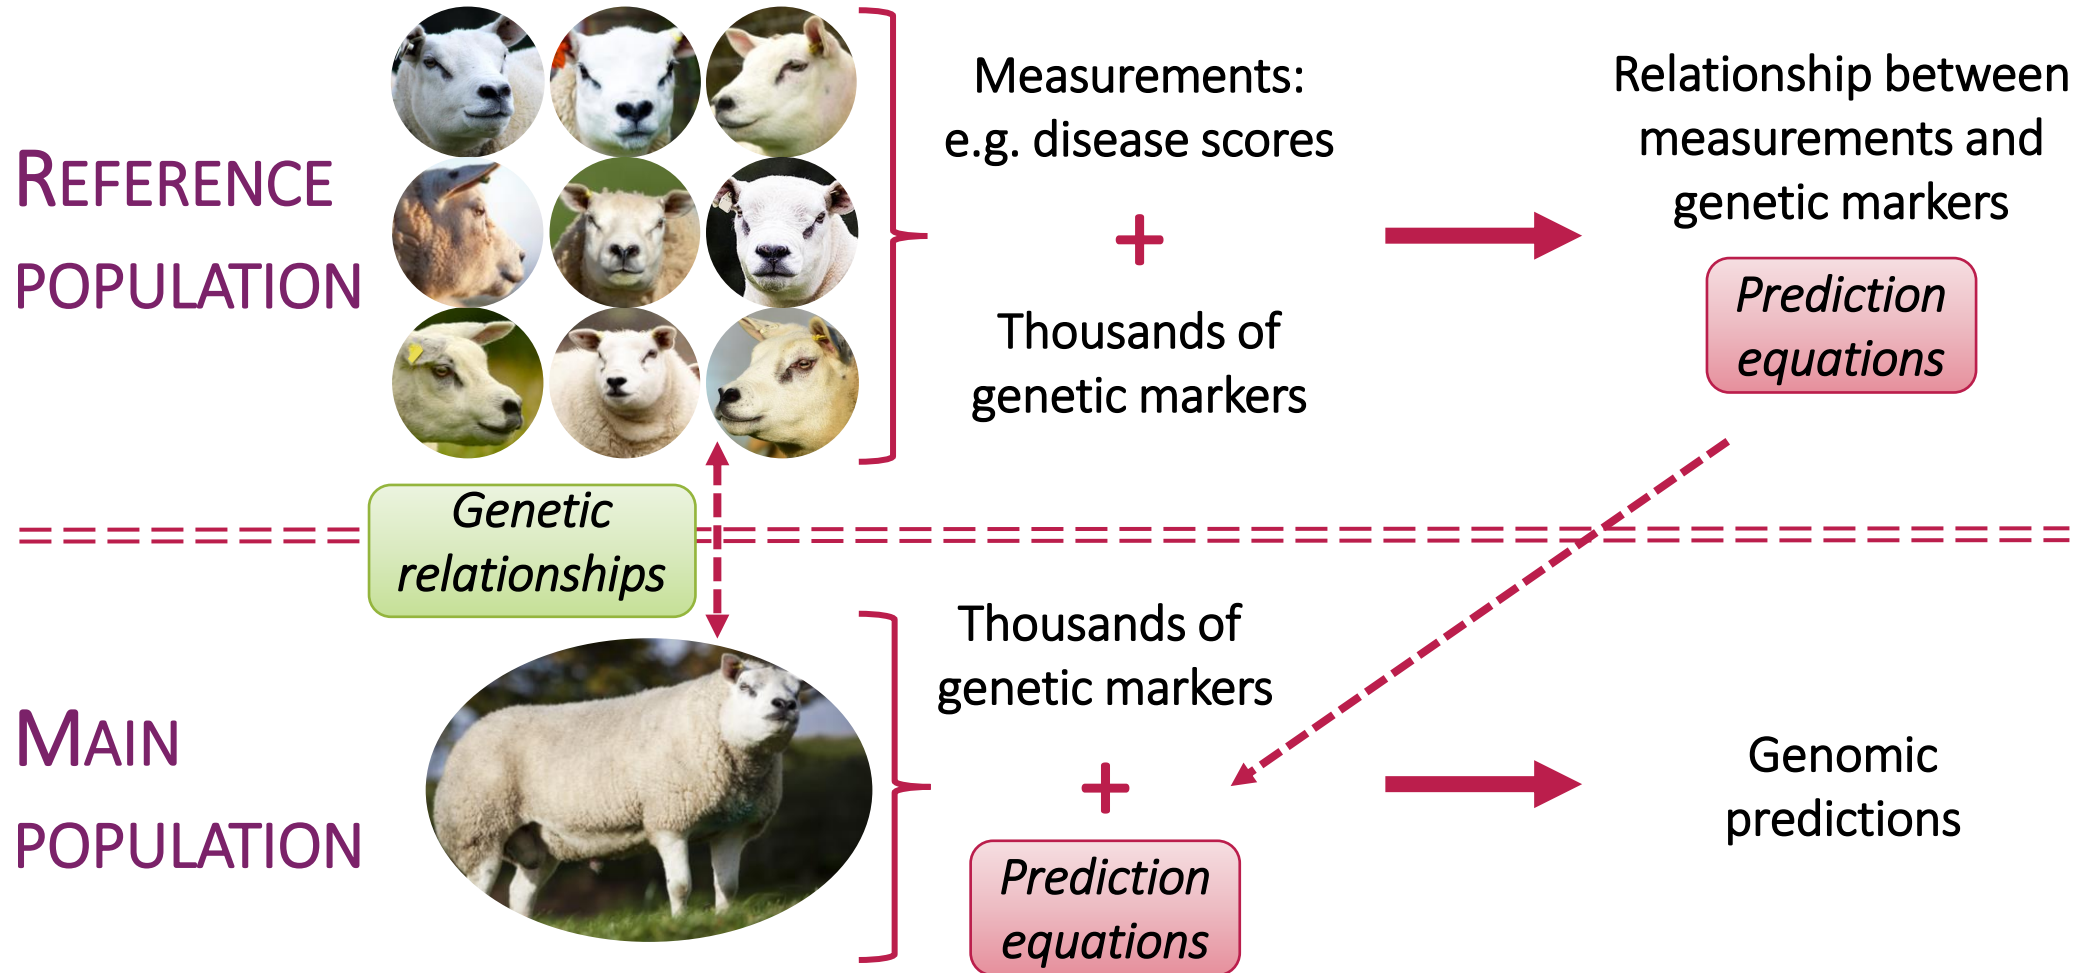 REFERENCE
POPULATION
Measurements:
e.g. disease scores
+
Thousands of
genetic markers
Relationship between
measurements and
genetic markers
Prediction
equations
Genetic
relationships
MAIN
POPULATION
Thousands of
genetic markers
+
Prediction
equations
Genomic
predictions